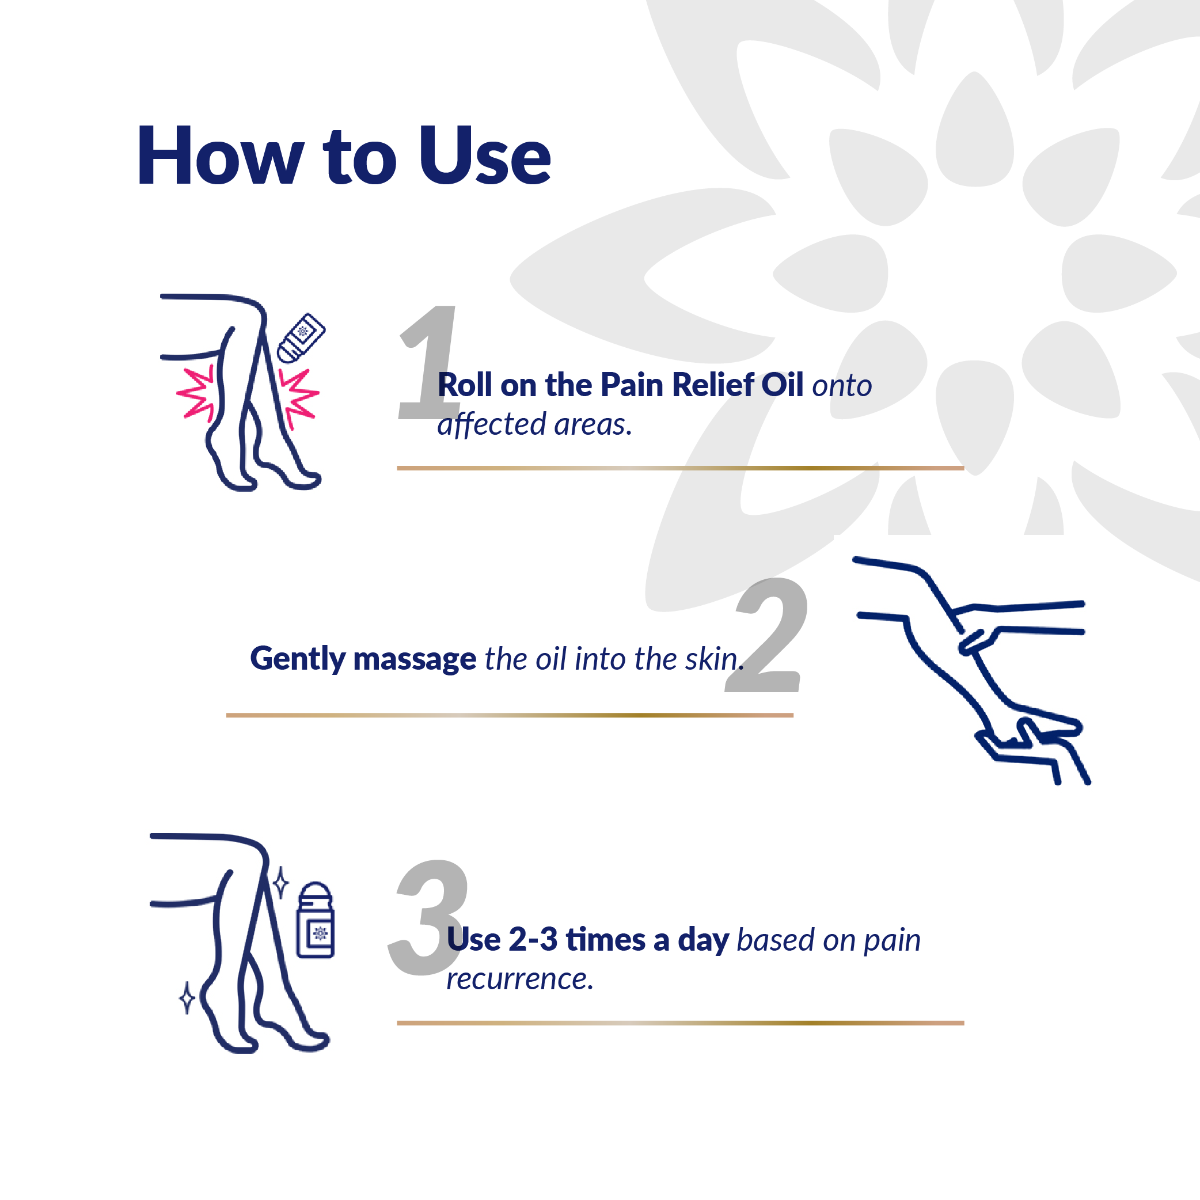 How to Use
1
Roll on the Pain Relief Oil onto
affected areas.
2
Gently massage the oil into the skin.
3
Use 2-3 times a day based on pain
recurrence.